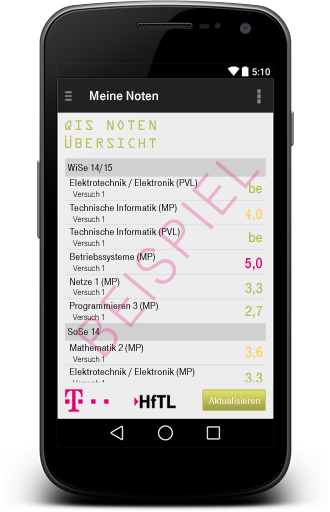 5:10
Meine Noten
QIS NOTEN
ÜBERSICHT
WiSe 14/15
Elektrotechnik / Elektronik (PVL)
Versuch 1
be
Technische Informatik (MP)
Versuch 1
4,0
Technische Informatik (PVL)
Versuch 1
be
Betriebssysteme (MP)
Versuch 1
5,0
Netze 1 (MP)
Versuch 1
3,3
Programmieren 3 (MP)
Versuch 1
2,7
SoSe 14
Mathematik 2 (MP)
Versuch 1
3,6
Elektrotechnik / Elektronik (MP)
Versuch 1
3,3
BEISPIEL
T
HfTL
Aktualisieren